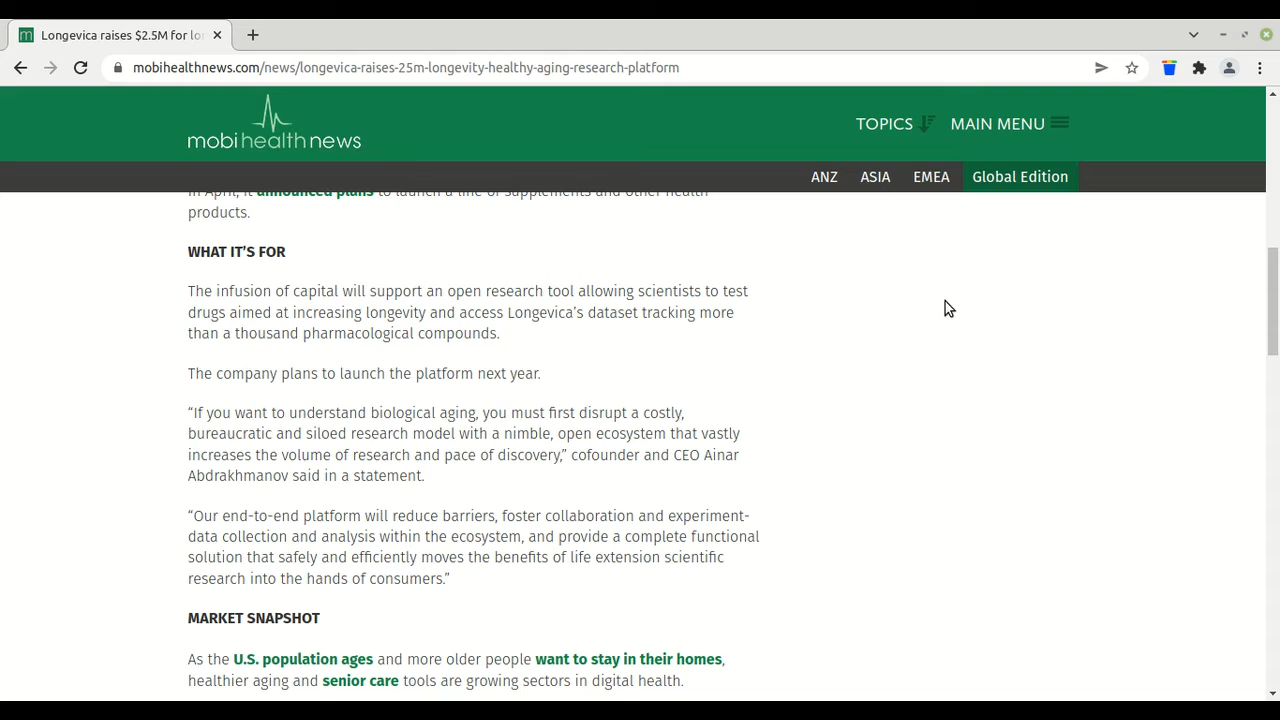 Longevica raises $2.5M for lo
mobihealthnews.com/news/longevica-raises-25m-longevity-healthy-aging-research-platform
mobihealthnews
TOPICS
MAIN MENU
ANZ
ASIA
EMEA
Global Edition
In April, it announced plans to launch a line of supplements and other health
products.
WHAT IT'S FOR
The infusion of capital will support an open research tool allowing scientists to test
drugs aimed at increasing longevity and access Longevica's dataset tracking more
than a thousand pharmacological compounds.
The company plans to launch the platform next year.
“If you want to understand biological aging, you must first disrupt a costly,
bureaucratic and siloed research model with a nimble, open ecosystem that vastly
increases the volume of research and pace of discovery,” cofounder and CEO Ainar
Abdrakhmanov said in a statement.
“Our end-to-end platform will reduce barriers, foster collaboration and experiment-
data collection and analysis within the ecosystem, and provide a complete functional
solution that safely and efficiently moves the benefits of life extension scientific
research into the hands of consumers.”
MARKET SNAPSHOT
As the U.S. population ages and more older people want to stay in their homes,
healthier aging and senior care tools are growing sectors in digital health.